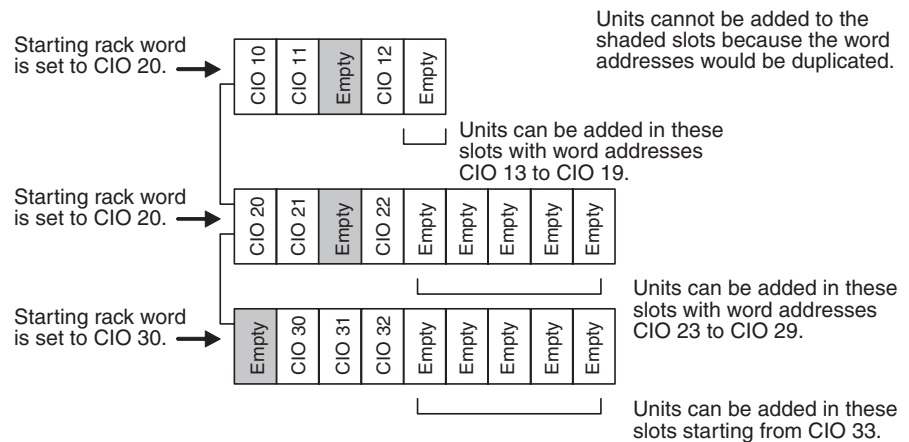 Units cannot be added to the
shaded slots because the word
addresses would be duplicated.
Starting rack word
is set to CIO 20.
CIO 10
CIO 11
Empty
CIO 12
Empty
Units can be added in these
slots with word addresses
CIO 13 to CIO 19.
Starting rack word
is set to CIO 20.
CIO 20
CIO 21
Empty
CIO 22
Empty
Empty
Empty
Empty
Empty
Units can be added in these
slots with word addresses
CIO 23 to CIO 29.
Starting rack word
is set to CIO 30.
Empty
CIO 30
CIO 31
CIO 32
Empty
Empty
Empty
Empty
Empty
Units can be added in these
slots starting from CIO 33.